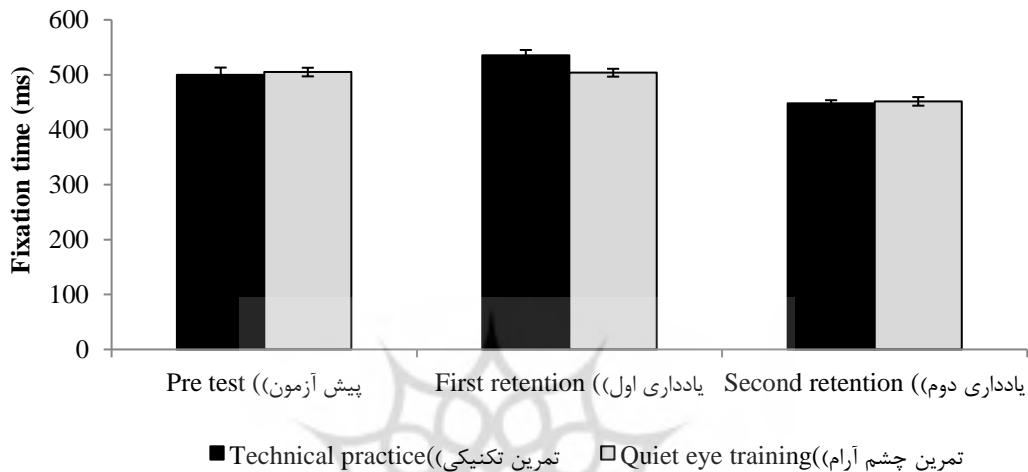 Fixation time (ms)
600
500
400
300
200
100
0
Pre test ((پیش آزمون
First retention ((یادداری اول
Second retention ((یادداری دوم
Technical practice((تمرین تکنیکی
Quiet eye training((تمرین چشم آرام